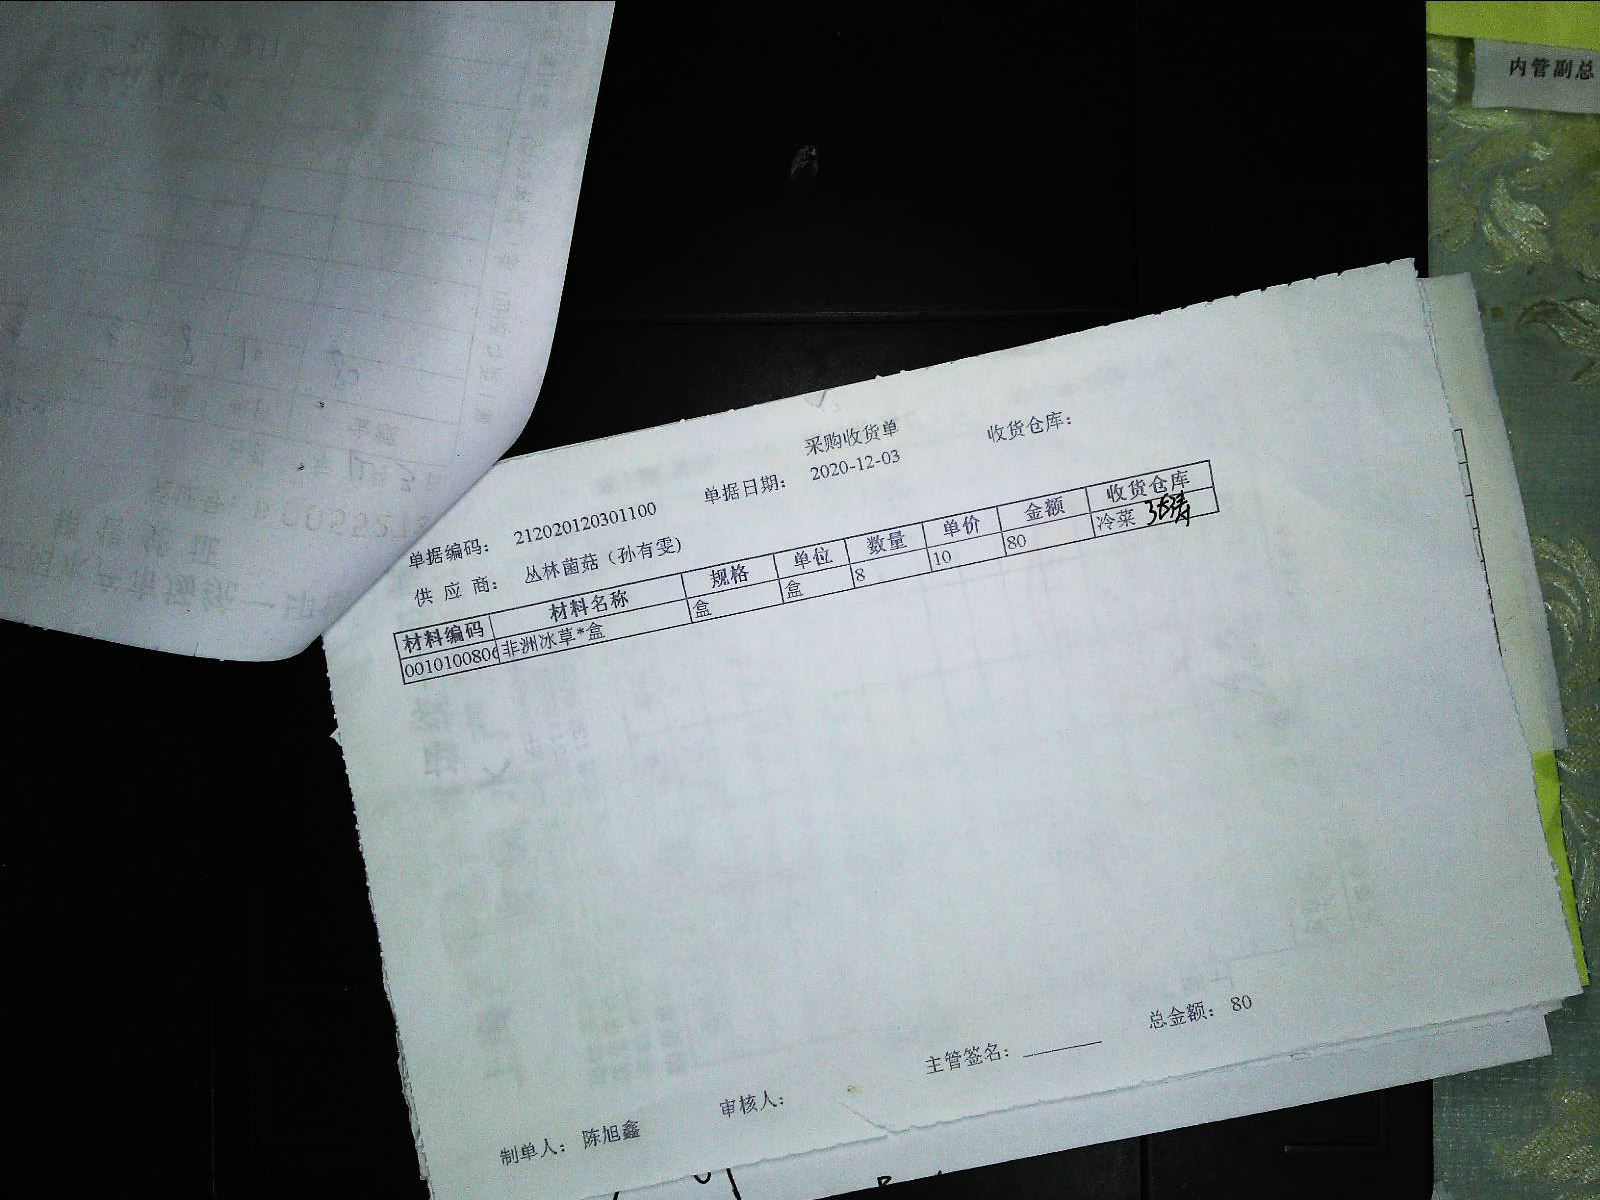 内管副总
采购收货单
收货仓库：
单据编码： 212020120301100 单据日期： 2020-12-03
供 应 商： 丛林菌菇（孙有雯）
材料编码 材料名称 规格 单位 数量 单价 金额 收货仓库
0010100806 非洲冰草*盒 盒 盒 8 10 80 冷菜
总金额： 80
主管签名：
审核人：
制单人： 陈旭鑫